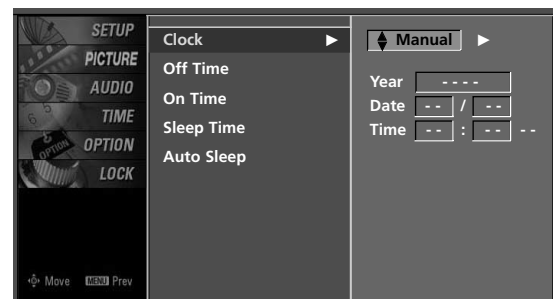 SETUP
PICTURE
AUDIO
TIME
OPTION
LOCK
Move MENU Prev
Clock ►
Off Time
On Time
Sleep Time
Auto Sleep
Manual ►
Year - - - -
Date - - / - -
Time - - : - - - -